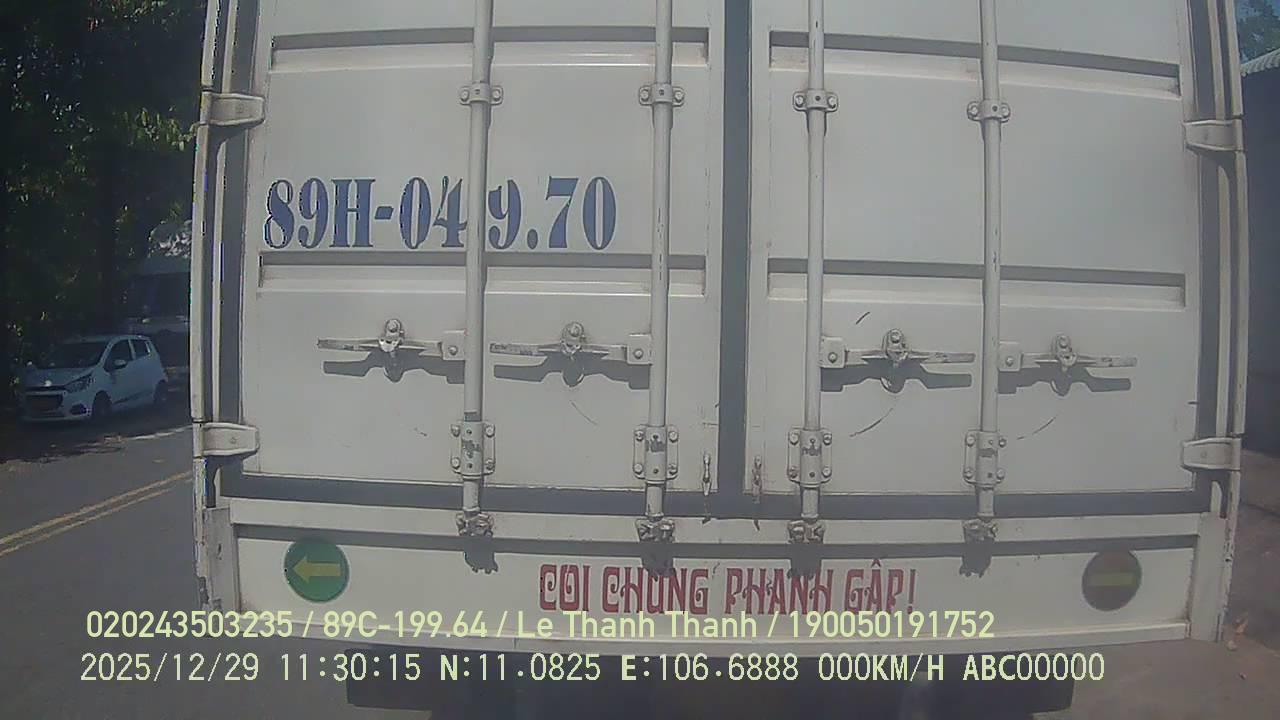 89H-049.70
COI CHỪNG PHANH GẤP!
020243503235 / 89C-199.64 / Le Thanh Thanh / 190050191752
2025/12/29 11:30:15 N:11.0825 E:106.6888 000KM/H ABC00000